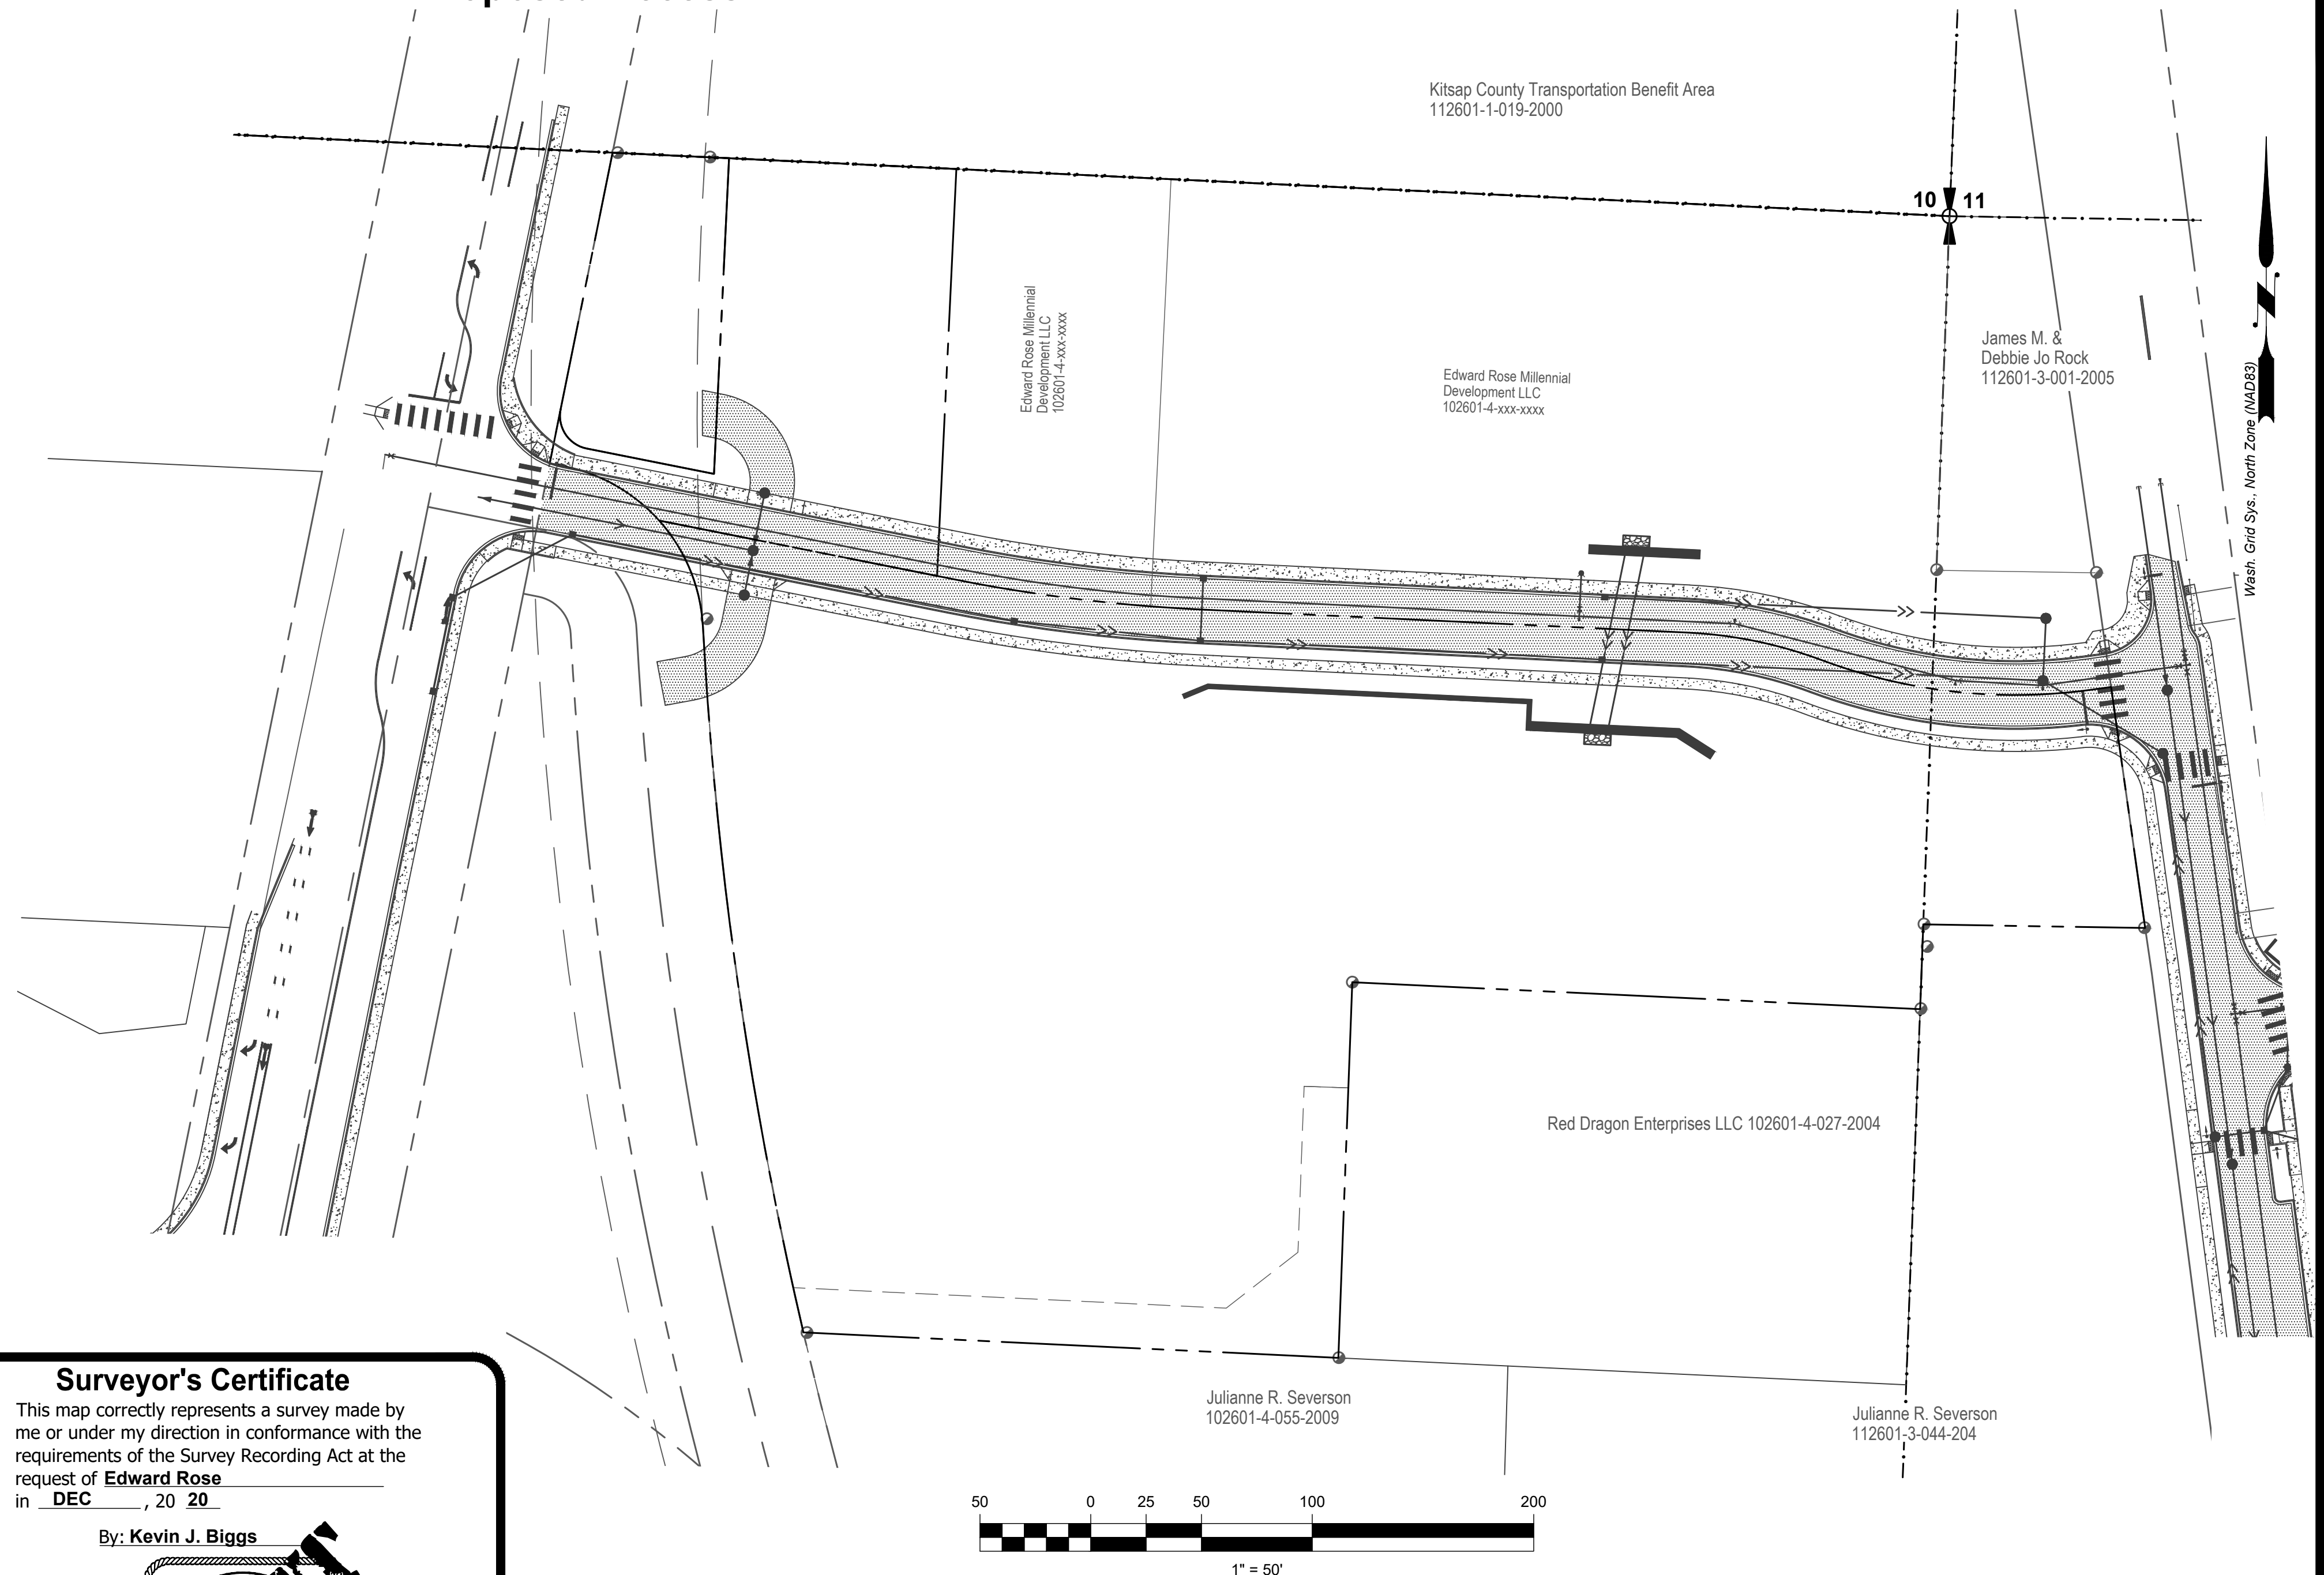 Kitsap County Transportation Benefit Area
112601-1-019-2000
10 11
Edward Rose Millennial
Development LLC
102601-4-xxx-xxxx
Edward Rose Millennial
Development LLC
102601-4-xxx-xxxx
James M. &
Debbie Jo Rock
112601-3-001-2005
Wash. Grid Sys., North Zone (NAD83)
Red Dragon Enterprises LLC 102601-4-027-2004
Julianne R. Severson
102601-4-055-2009
Julianne R. Severson
112601-3-044-204
Surveyor's Certificate
This map correctly represents a survey made by
me or under my direction in conformance with the
requirements of the Survey Recording Act at the
request of Edward Rose
in DEC , 20 20
By: Kevin J. Biggs
50 0 25 50 100 200
1" = 50'